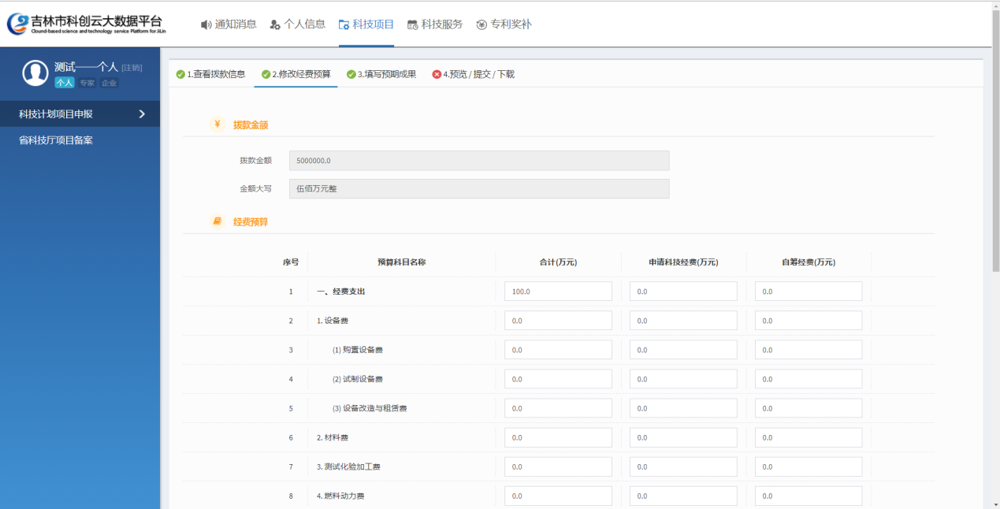 吉林市科创云大数据平台
Clound-based science and technology service Platform for JiLin
通知消息 个人信息 科技项目 科技服务 专利奖补
测试——个人 [注销]
个人 专家 企业
科技计划项目申报
省科技厅项目备案
1.查看拨款信息 2.修改经费预算 3.填写预期成果 4.预览 / 提交 / 下载
¥ 拨款金额
拨款金额 5000000.0
金额大写 伍佰万元整
经费预算
序号 预算科目名称 合计(万元) 申请科技经费(万元) 自筹经费(万元)
1 一、经费支出 100.0 0.0 0.0
2 1. 设备费 0.0 0.0 0.0
3 (1) 购置设备费 0.0 0.0 0.0
4 (2) 试制设备费 0.0 0.0 0.0
5 (3) 设备改造与租赁费 0.0 0.0 0.0
6 2. 材料费 0.0 0.0 0.0
7 3. 测试化验加工费 0.0 0.0 0.0
8 4. 燃料动力费 0.0 0.0 0.0